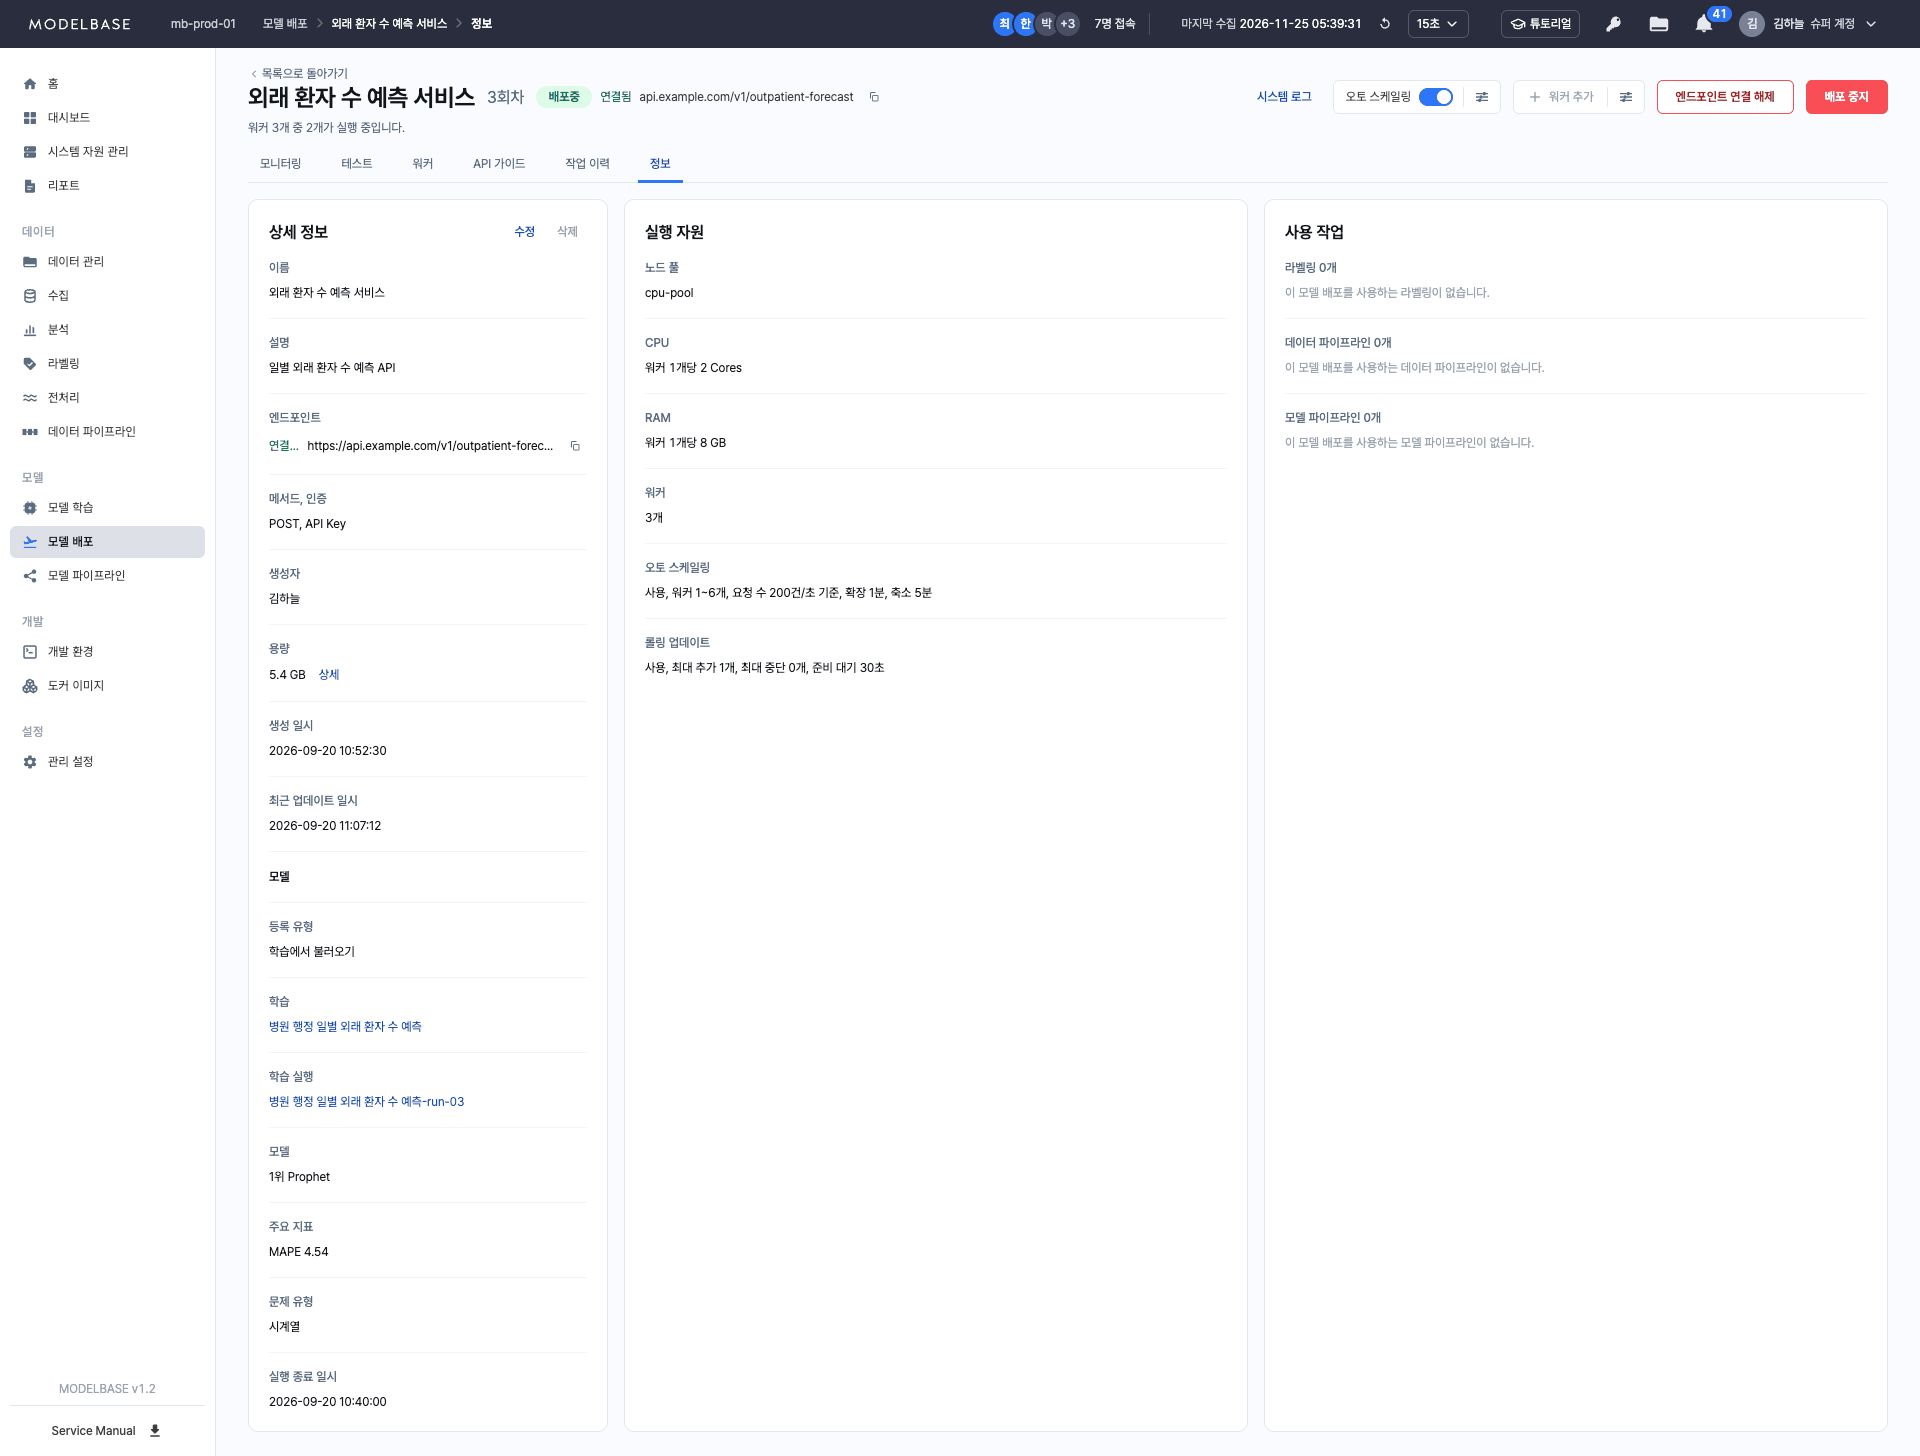 MODELBASE
mb-prod-01
모델 배포 > 외래 환자 수 예측 서비스 > 정보
최 한 박 +3 7명 접속
마지막 수집 2026-11-25 05:39:31
15초
튜토리얼
41
김 김하늘 슈퍼 계정
홈
대시보드
시스템 자원 관리
리포트
데이터
데이터 관리
수집
분석
라벨링
전처리
데이터 파이프라인
모델
모델 학습
모델 배포
모델 파이프라인
개발
개발 환경
도커 이미지
설정
관리 설정
MODELBASE v1.2
Service Manual
목록으로 돌아가기
외래 환자 수 예측 서비스 3회차 배포중 연결됨 api.example.com/v1/outpatient-forecast
워커 3개 중 2개가 실행 중입니다.
시스템 로그
오토 스케일링
워커 추가
엔드포인트 연결 해제
배포 중지
모니터링
테스트
워커
API 가이드
작업 이력
정보
상세 정보
수정
삭제
이름
외래 환자 수 예측 서비스
설명
일별 외래 환자 수 예측 API
엔드포인트
연결... https://api.example.com/v1/outpatient-forec...
메서드, 인증
POST, API Key
생성자
김하늘
용량
5.4 GB 상세
생성 일시
2026-09-20 10:52:30
최근 업데이트 일시
2026-09-20 11:07:12
모델
등록 유형
학습에서 불러오기
학습
병원 행정 일별 외래 환자 수 예측
학습 실행
병원 행정 일별 외래 환자 수 예측-run-03
모델
1위 Prophet
주요 지표
MAPE 4.54
문제 유형
시계열
실행 종료 일시
2026-09-20 10:40:00
실행 자원
노드 풀
cpu-pool
CPU
워커 1개당 2 Cores
RAM
워커 1개당 8 GB
워커
3개
오토 스케일링
사용, 워커 1~6개, 요청 수 200건/초 기준, 확장 1분, 축소 5분
롤링 업데이트
사용, 최대 추가 1개, 최대 중단 0개, 준비 대기 30초
사용 작업
라벨링 0개
이 모델 배포를 사용하는 라벨링이 없습니다.
데이터 파이프라인 0개
이 모델 배포를 사용하는 데이터 파이프라인이 없습니다.
모델 파이프라인 0개
이 모델 배포를 사용하는 모델 파이프라인이 없습니다.